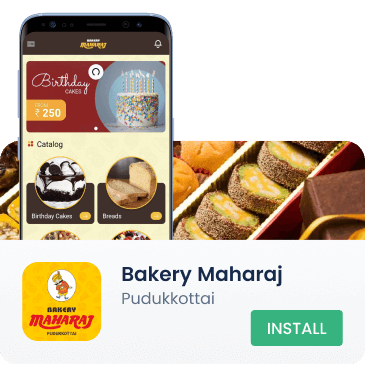 BAKERY
MAHARAJ
Birthday
CAKES
FROM
₹ 250
Catalog
Birthday Cakes
Breads
BAKERY
MAHARAJ
PUDUKKOTTAI
Bakery Maharaj
Pudukkottai
INSTALL